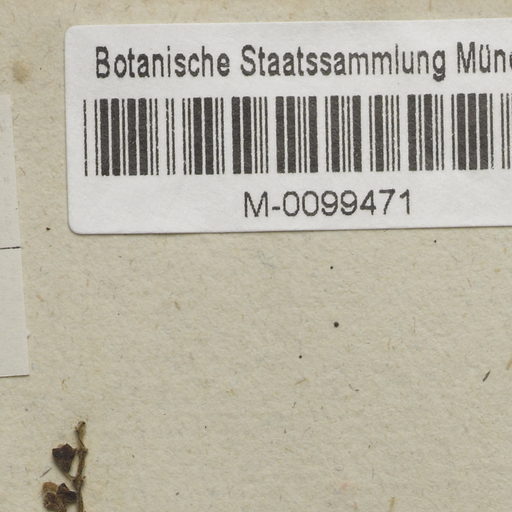 Botanische Staatssammlung Mün
M-0099471